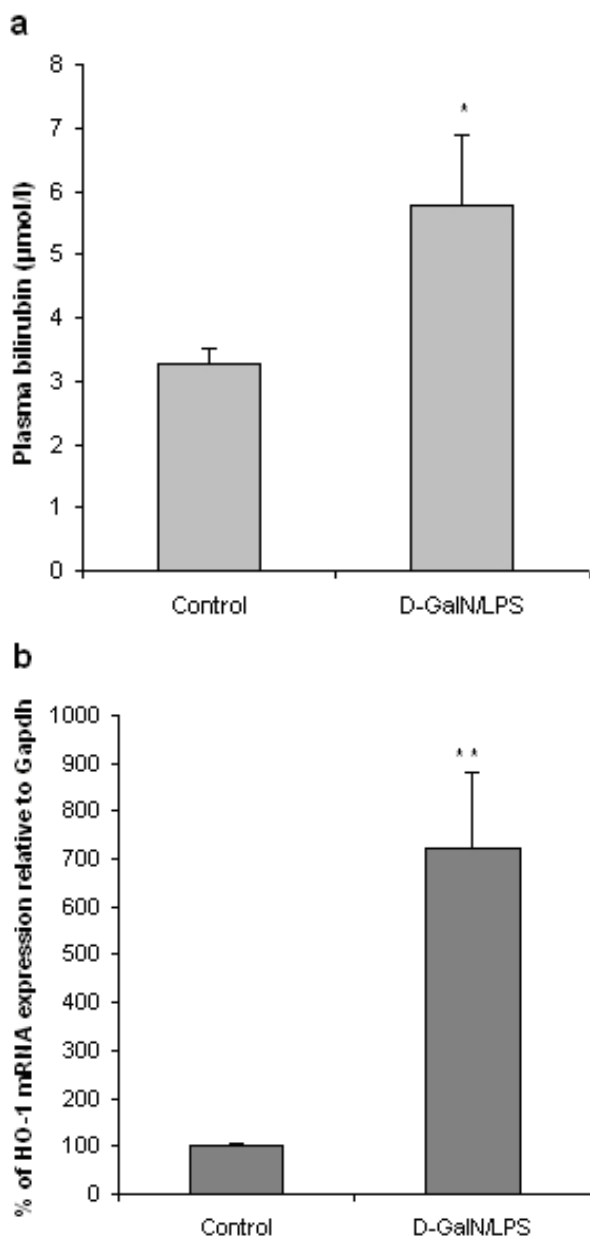 a
Plasma bilirubin (µmol/l)
8
7
6
5
4
3
2
1
0
*
Control
D-GalN/LPS
b
% of HO-1 mRNA expression relative to Gapdh
1000
900
800
700
600
500
400
300
200
100
0
**
Control
D-GalN/LPS